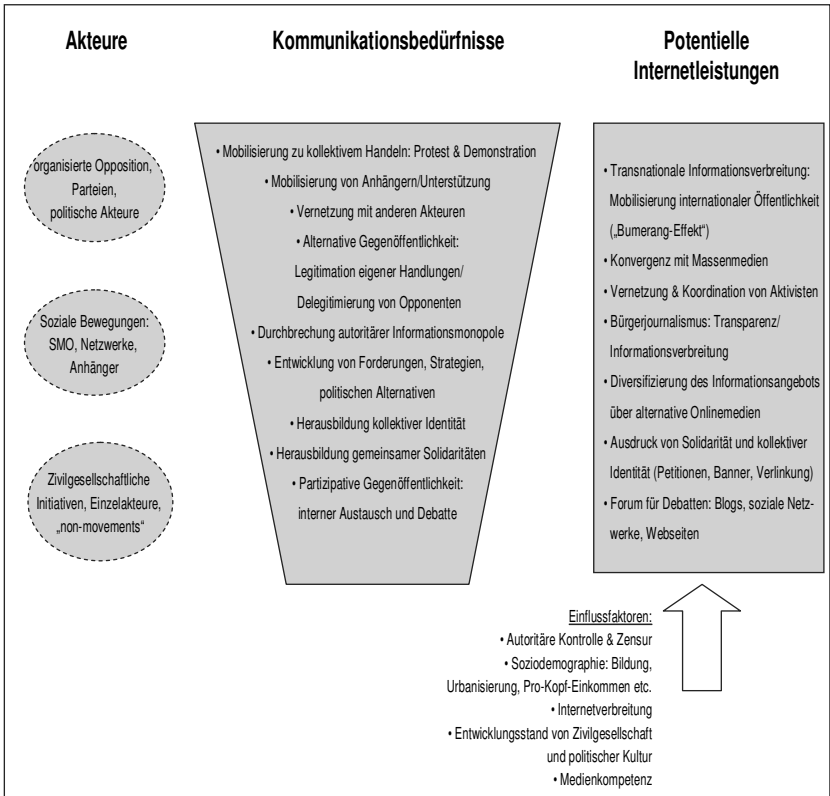 Akteure
Kommunikationsbedürfnisse
Potentielle
Internetleistungen
organisierte Opposition,
Parteien,
politische Akteure
Soziale Bewegungen:
SMO, Netzwerke,
Anhänger
Zivilgesellschaftliche
Initiativen, Einzelakteure,
„non-movements“
• Mobilisierung zu kollektivem Handeln: Protest & Demonstration
• Mobilisierung von Anhängern/Unterstützung
• Vernetzung mit anderen Akteuren
• Alternative Gegenöffentlichkeit:
Legitimation eigener Handlungen/
Delegitimierung von Opponenten
• Durchbrechung autoritärer Informationsmonopole
• Entwicklung von Forderungen, Strategien,
politischen Alternativen
• Herausbildung kollektiver Identität
• Herausbildung gemeinsamer Solidaritäten
• Partizipative Gegenöffentlichkeit:
interner Austausch und Debatte
• Transnationale Informationsverbreitung:
Mobilisierung internationaler Öffentlichkeit
(„Bumerang-Effekt“)
• Konvergenz mit Massenmedien
• Vernetzung & Koordination von Aktivisten
• Bürgerjournalismus: Transparenz/
Informationsverbreitung
• Diversifizierung des Informationsangebots
über alternative Onlinemedien
• Ausdruck von Solidarität und kollektiver
Identität (Petitionen, Banner, Verlinkung)
• Forum für Debatten: Blogs, soziale Netz-
werke, Webseiten
Einflussfaktoren:
• Autoritäre Kontrolle & Zensur
• Soziodemographie: Bildung,
Urbanisierung, Pro-Kopf-Einkommen etc.
• Internetverbreitung
• Entwicklungsstand von Zivilgesellschaft
und politischer Kultur
• Medienkompetenz